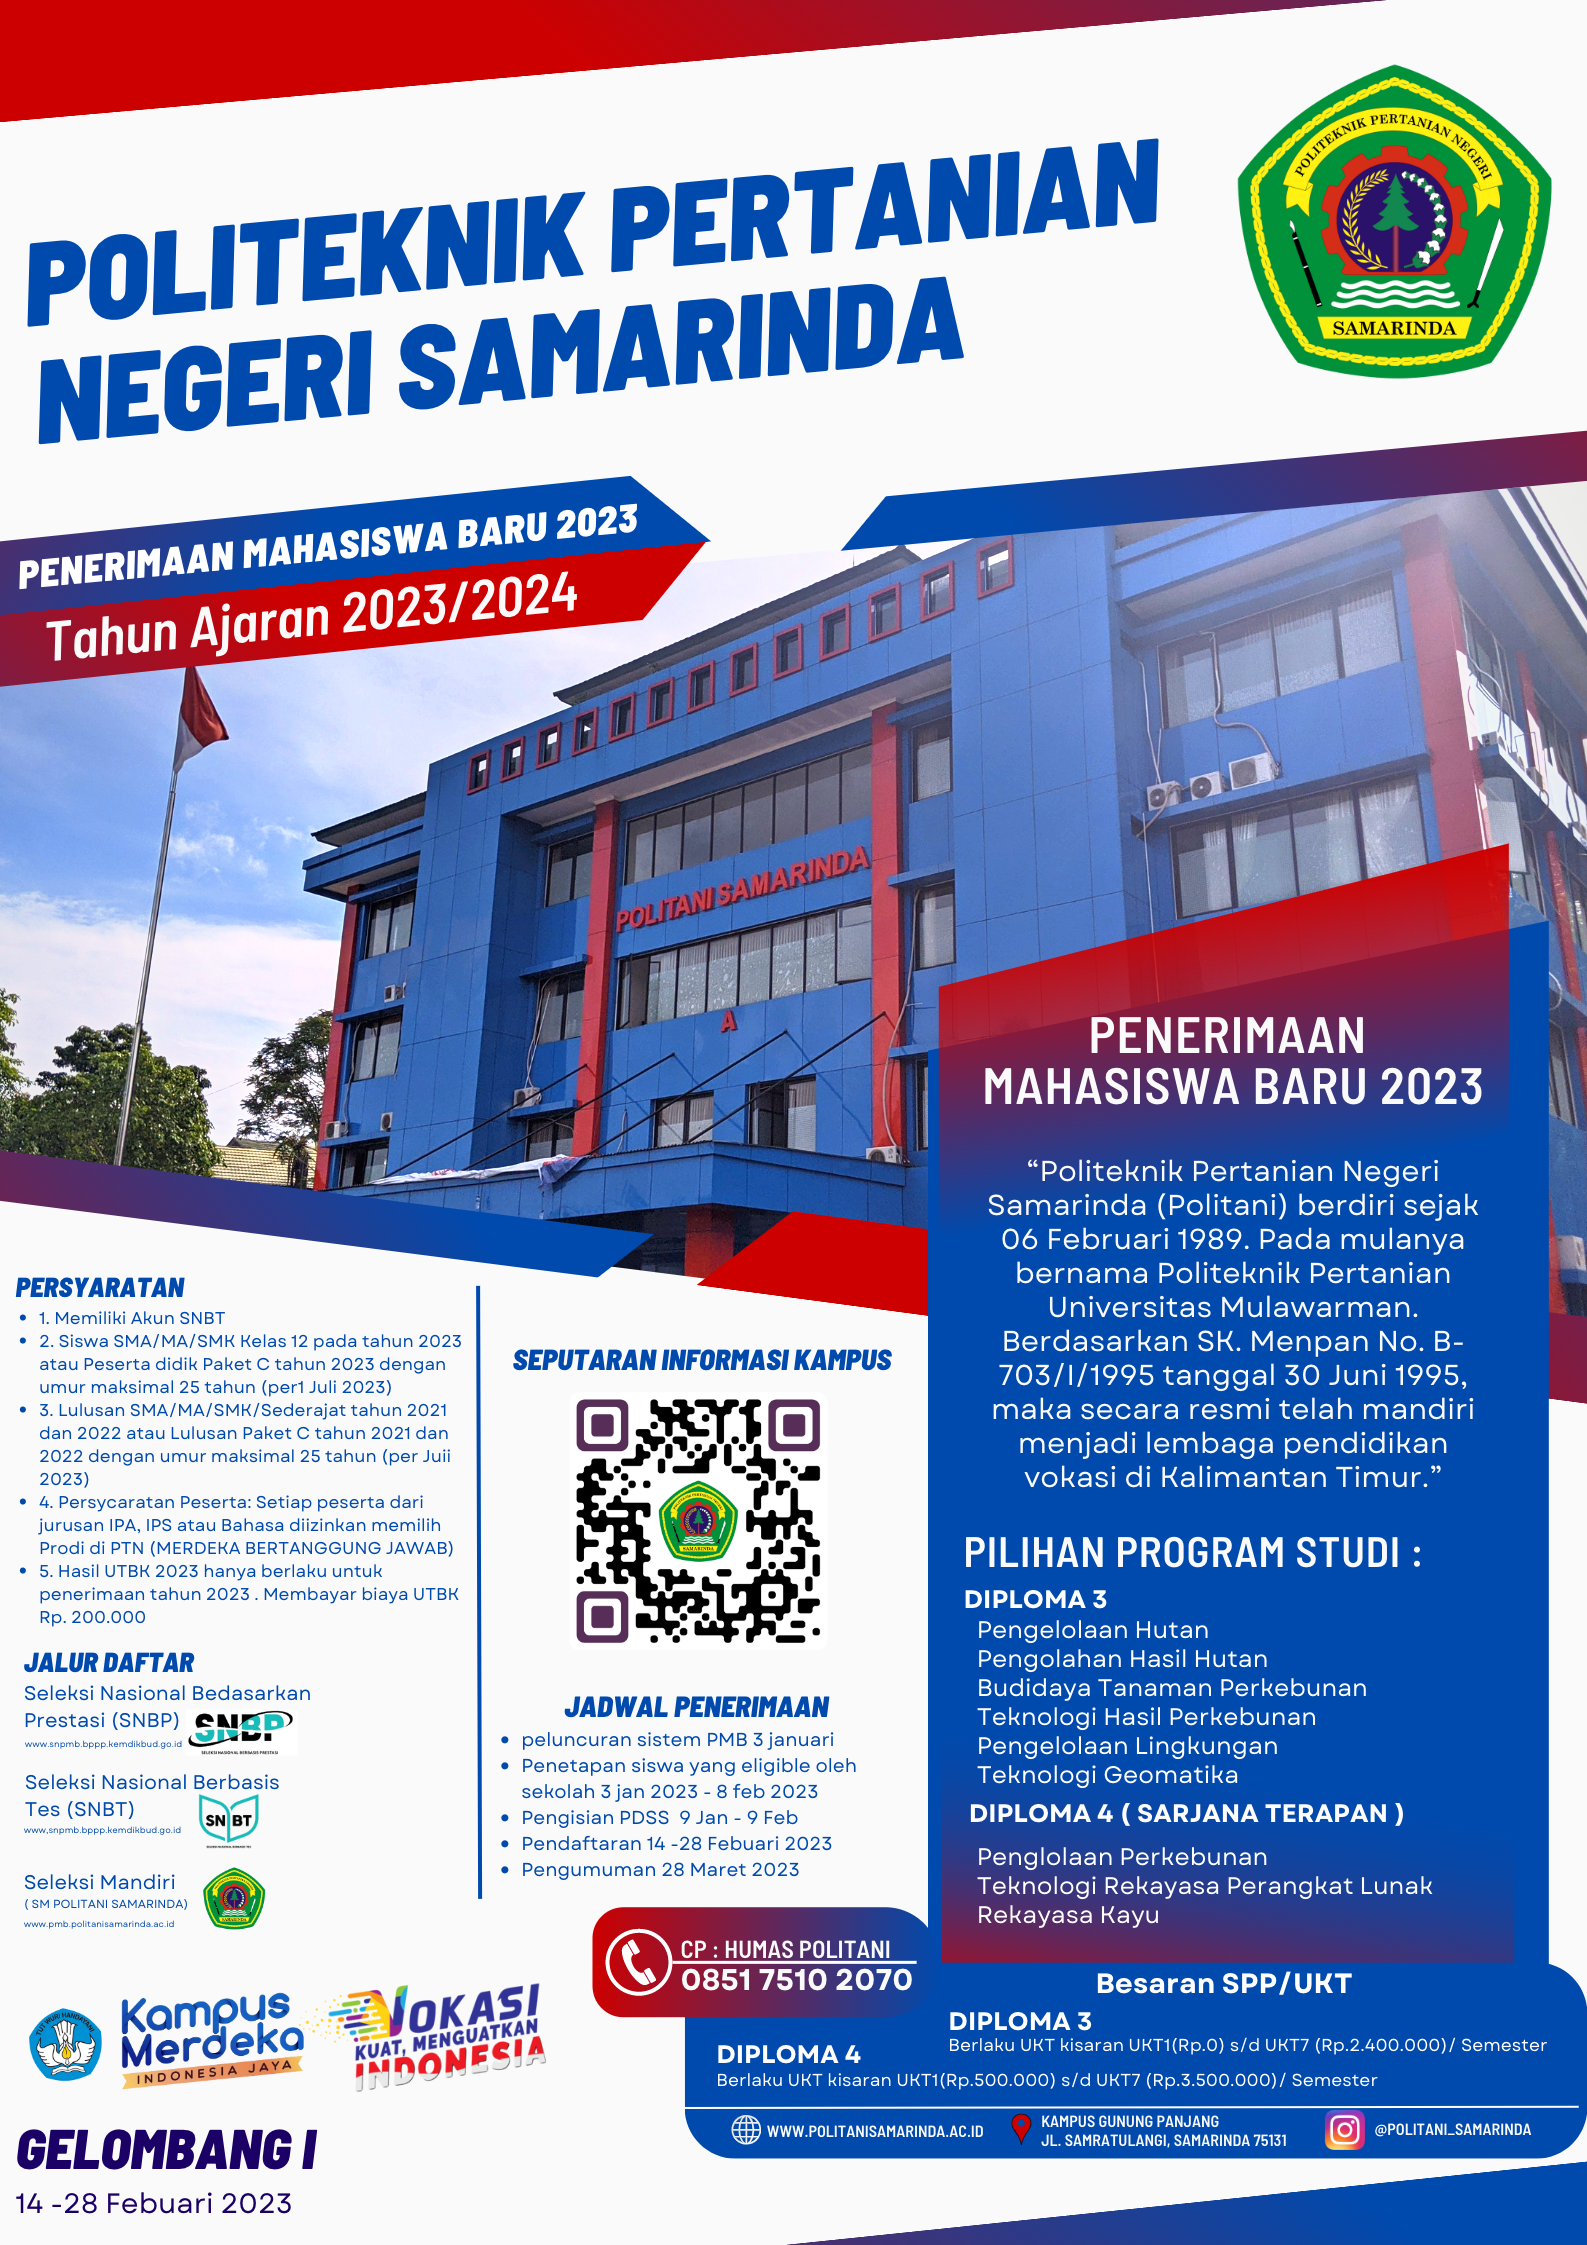 POLITEKNIK PERTANIAN
NEGERI SAMARINDA
POLITEKNIK PERTANIAN NEGERI
SAMARINDA
PENERIMAAN MAHASISWA BARU 2023
Tahun Ajaran 2023/2024
POLITANI SAMARINDA
A
PENERIMAAN
MAHASISWA BARU 2023
“Politeknik Pertanian Negeri
Samarinda (Politani) berdiri sejak
06 Februari 1989. Pada mulanya
bernama Politeknik Pertanian
Universitas Mulawarman.
Berdasarkan SK. Menpan No. B-
703/I/1995 tanggal 30 Juni 1995,
maka secara resmi telah mandiri
menjadi lembaga pendidikan
vokasi di Kalimantan Timur.”
PILIHAN PROGRAM STUDI :
DIPLOMA 3
Pengelolaan Hutan
Pengolahan Hasil Hutan
Budidaya Tanaman Perkebunan
Teknologi Hasil Perkebunan
Pengelolaan Lingkungan
Teknologi Geomatika
DIPLOMA 4 ( SARJANA TERAPAN )
Penglolaan Perkebunan
Teknologi Rekayasa Perangkat Lunak
Rekayasa Kayu
PERSYARATAN
• 1. Memiliki Akun SNBT
• 2. Siswa SMA/MA/SMK Kelas 12 pada tahun 2023
atau Peserta didik Paket C tahun 2023 dengan
umur maksimal 25 tahun (per1 Juli 2023)
• 3. Lulusan SMA/MA/SMK/Sederajat tahun 2021
dan 2022 atau Lulusan Paket C tahun 2021 dan
2022 dengan umur maksimal 25 tahun (per Juii
2023)
• 4. Persycaratan Peserta: Setiap peserta dari
jurusan IPA, IPS atau Bahasa diizinkan memilih
Prodi di PTN (MERDEKA BERTANGGUNG JAWAB)
• 5. Hasil UTBK 2023 hanya berlaku untuk
penerimaan tahun 2023 . Membayar biaya UTBK
Rp. 200.000
JALUR DAFTAR
Seleksi Nasional Bedasarkan
Prestasi (SNBP)
SNBP
SELEKSI NASIONAL BERBASIS PRESTASI
www.snpmb.bppp.kemdikbud.go.id
Seleksi Nasional Berbasis
Tes (SNBT)
SNBT
SELEKSI NASIONAL BERBASIS TES
www,snpmb.bppp.kemdikbud.go.id
Seleksi Mandiri
( SM POLITANI SAMARINDA)
www.pmb.politanisamarinda.ac.id
SEPUTARAN INFORMASI KAMPUS
SAMARINDA
JADWAL PENERIMAAN
• peluncuran sistem PMB 3 januari
• Penetapan siswa yang eligible oleh
sekolah 3 jan 2023 - 8 feb 2023
• Pengisian PDSS 9 Jan - 9 Feb
• Pendaftaran 14 -28 Febuari 2023
• Pengumuman 28 Maret 2023
CP : HUMAS POLITANI
0851 7510 2070
Besaran SPP/UKT
DIPLOMA 3
Berlaku UKT kisaran UKT1(Rp.0) s/d UKT7 (Rp.2.400.000)/ Semester
DIPLOMA 4
Berlaku UKT kisaran UKT1(Rp.500.000) s/d UKT7 (Rp.3.500.000)/ Semester
WWW.POLITANISAMARINDA.AC.ID
KAMPUS GUNUNG PANJANG
JL. SAMRATULANGI, SAMARINDA 75131
@POLITANI_SAMARINDA
TUT WURI HANDAYANI
Kampus
Merdeka
INDONESIA JAYA
VOKASI
KUAT, MENGUATKAN
INDONESIA
GELOMBANG I
14 -28 Febuari 2023